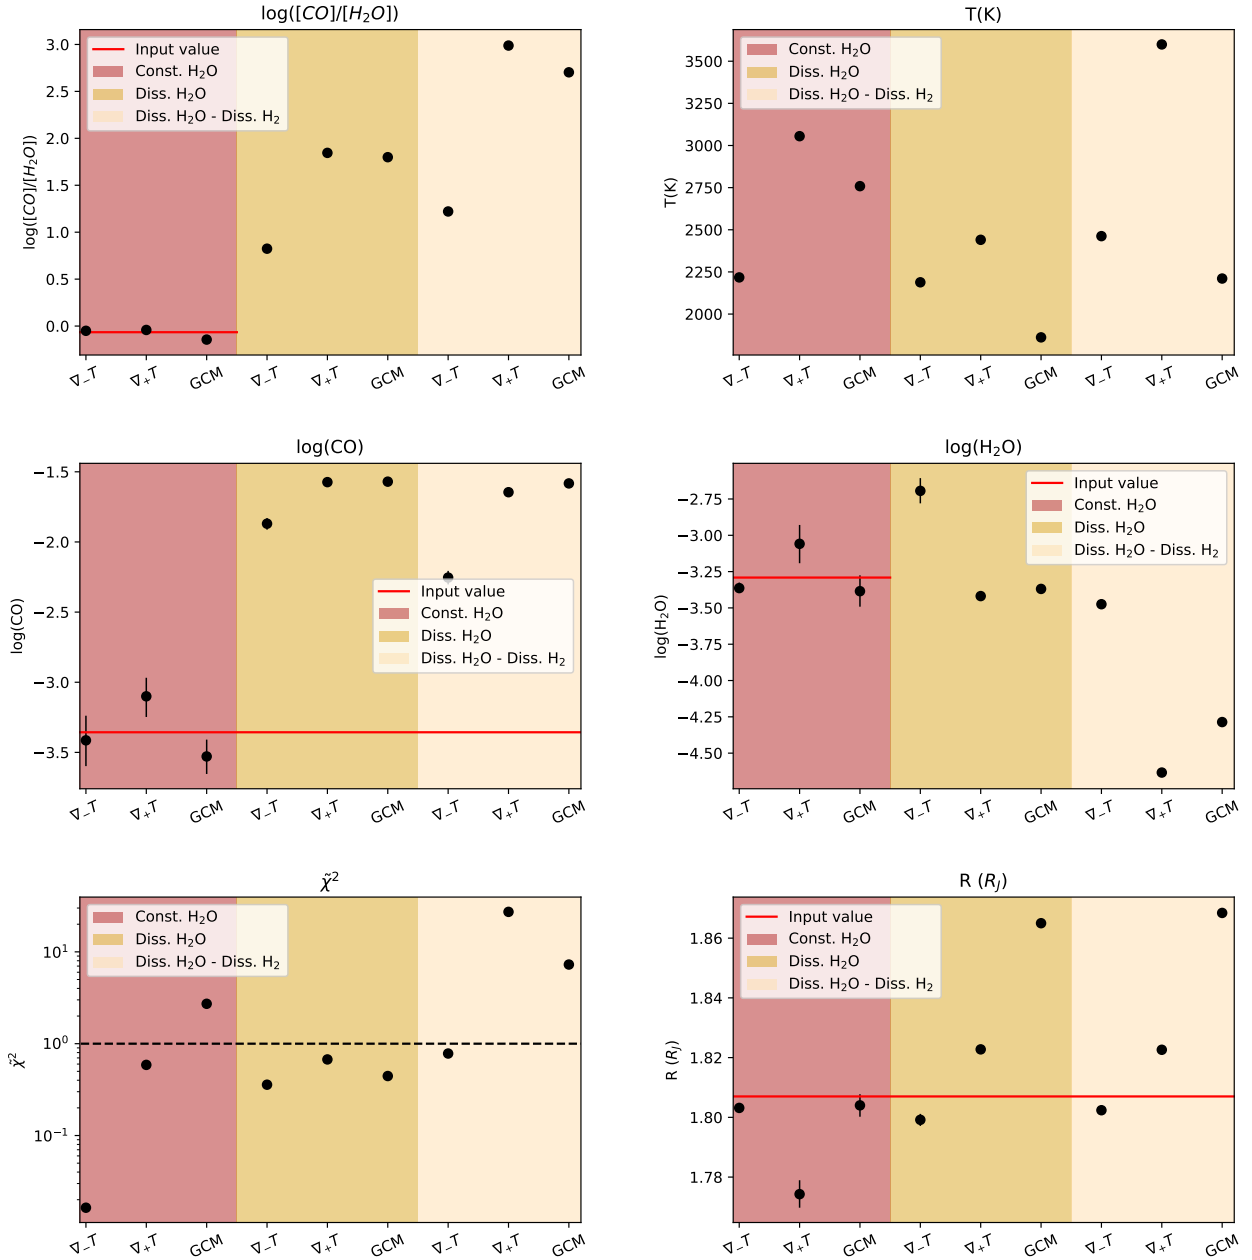 log([CO]/[H₂O])
log([CO]/[H₂O])
3.0
2.5
2.0
1.5
1.0
0.5
0.0
Input value
Const. H₂O
Diss. H₂O
Diss. H₂O - Diss. H₂
∇₋T ∇₊T GCM ∇₋T ∇₊T GCM ∇₋T ∇₊T GCM
T(K)
T(K)
3500
3250
3000
2750
2500
2250
2000
Const. H₂O
Diss. H₂O
Diss. H₂O - Diss. H₂
∇₋T ∇₊T GCM ∇₋T ∇₊T GCM ∇₋T ∇₊T GCM
log(CO)
log(CO)
−1.5
−2.0
−2.5
−3.0
−3.5
Input value
Const. H₂O
Diss. H₂O
Diss. H₂O - Diss. H₂
∇₋T ∇₊T GCM ∇₋T ∇₊T GCM ∇₋T ∇₊T GCM
log(H₂O)
log(H₂O)
−2.75
−3.00
−3.25
−3.50
−3.75
−4.00
−4.25
−4.50
Input value
Const. H₂O
Diss. H₂O
Diss. H₂O - Diss. H₂
∇₋T ∇₊T GCM ∇₋T ∇₊T GCM ∇₋T ∇₊T GCM
χ̃²
χ̃²
10¹
10⁰
10⁻¹
Const. H₂O
Diss. H₂O
Diss. H₂O - Diss. H₂
∇₋T ∇₊T GCM ∇₋T ∇₊T GCM ∇₋T ∇₊T GCM
R (R_J)
R (R_J)
1.86
1.84
1.82
1.80
1.78
Input value
Const. H₂O
Diss. H₂O
Diss. H₂O - Diss. H₂
∇₋T ∇₊T GCM ∇₋T ∇₊T GCM ∇₋T ∇₊T GCM